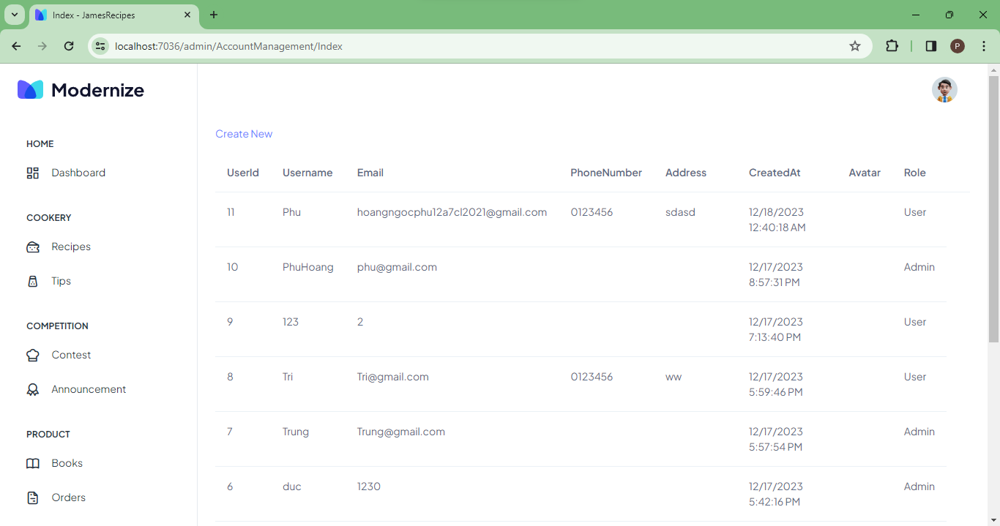 Index - JamesRecipes
localhost:7036/admin/AccountManagement/Index
P
Modernize
HOME
Dashboard
COOKERY
Recipes
Tips
COMPETITION
Contest
Announcement
PRODUCT
Books
Orders
Create New
UserId Username Email PhoneNumber Address CreatedAt Avatar Role
11 Phu hoangngocphu12a7cl2021@gmail.com 0123456 sdasd 12/18/2023 User
12:40:18 AM
10 PhuHoang phu@gmail.com 12/17/2023 Admin
8:57:31 PM
9 123 2 12/17/2023 User
7:13:40 PM
8 Tri Tri@gmail.com 0123456 ww 12/17/2023 User
5:59:46 PM
7 Trung Trung@gmail.com 12/17/2023 Admin
5:57:54 PM
6 duc 1230 12/17/2023 Admin
5:42:16 PM